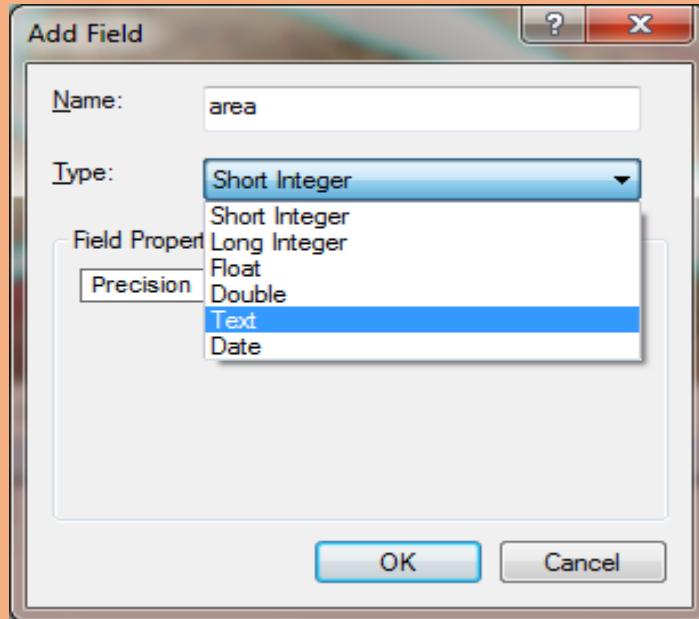 Add Field
?
X
Name:
area
Type:
Short Integer
Short Integer
Long Integer
Float
Double
Text
Date
Field Propert
Precision
OK
Cancel